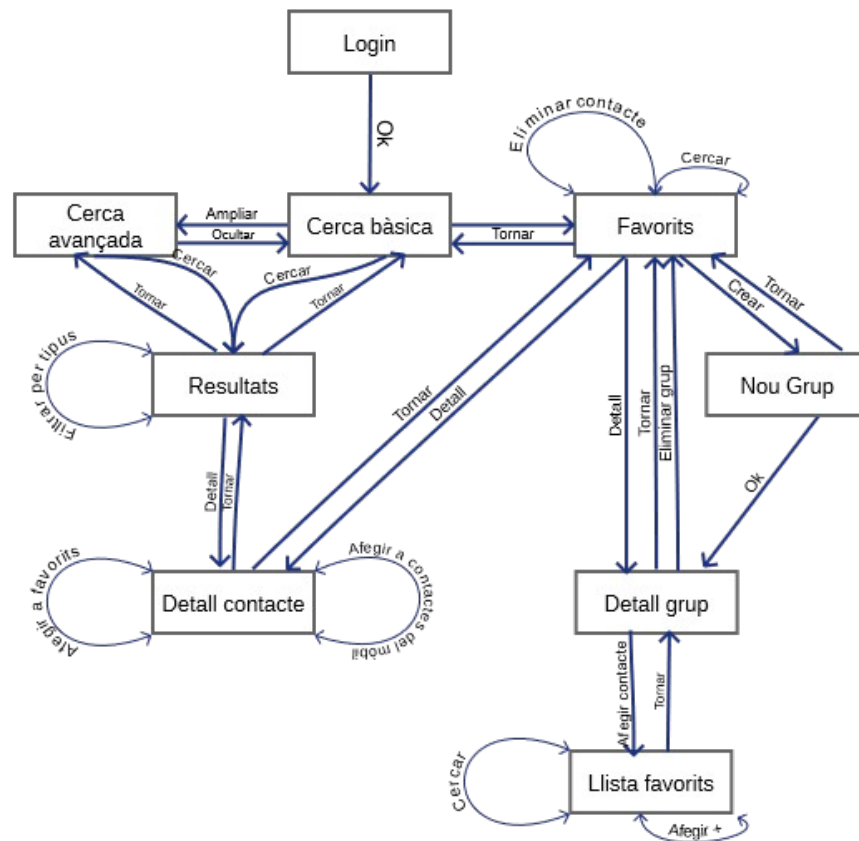 Login
Ok
Eliminar contacte
Cercar
Cerca
avançada
Ampliar
Ocultar
Cerca bàsica
Tornar
Favorits
Cercar
Cercar
Tornar
Tornar
Crear
Tornar
Filtrar per tipus
Resultats
Nou Grup
Tornar
Detall
Detall
Tornar
Eliminar grup
Detall
Tornar
Ok
Afegir a favorits
Detall contacte
Afegir a contactes del mòbil
Detall grup
Afegir contacte
Tornar
Cercar
Llista favorits
Afegir +